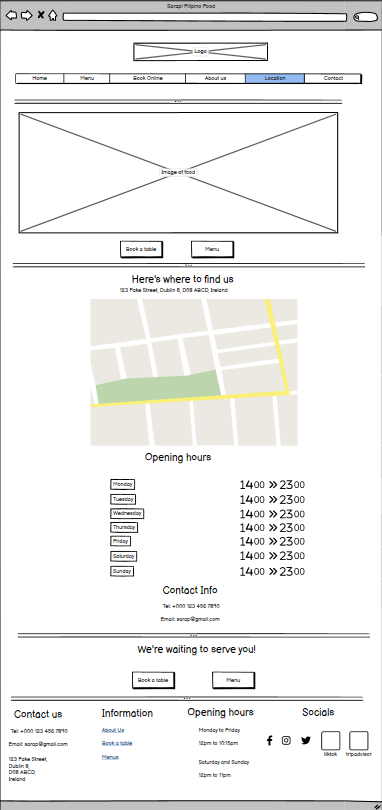 Sarap! Filipino Food
Logo
Home Menu Book Online About us Location Contact
Image of food
Book a table Menu
Here's where to find us
123 Fake Street, Dublin 8, D08 ABCD, Ireland
Opening hours
Monday 1400 » 2300
Tuesday 1400 » 2300
Wednesday 1400 » 2300
Thursday 1400 » 2300
Friday 1400 » 2300
Saturday 1400 » 2300
Sunday 1400 » 2300
Contact Info
Tel: +000 123 456 7890
Email: sarap@gmail.com
We're waiting to serve you!
Book a table Menu
Contact us
Tel: +000 123 456 7890
Email: sarap@gmail.com
123 Fake Street,
Dublin 8,
D08 ABCD,
Ireland
Information
About Us
Book a table
Menus
Opening hours
Monday to Friday
12pm to 10:15pm
Saturday and Sunday
12pm to 11pm
Socials
tiktok tripadvisor